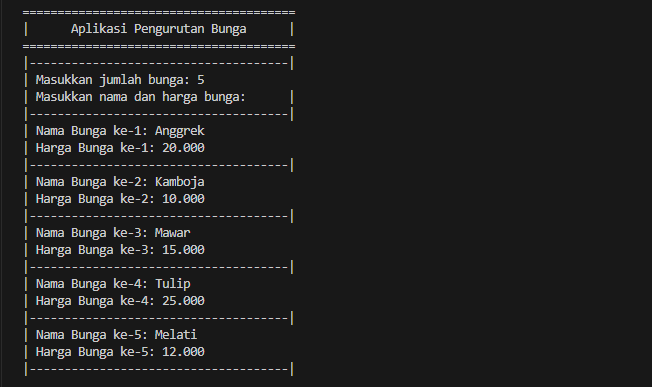 =======================================
|      Aplikasi Pengurutan Bunga      |
=======================================
|-------------------------------------|
| Masukkan jumlah bunga: 5
| Masukkan nama dan harga bunga:      |
|-------------------------------------|
| Nama Bunga ke-1: Anggrek
| Harga Bunga ke-1: 20.000
|-------------------------------------|
| Nama Bunga ke-2: Kamboja
| Harga Bunga ke-2: 10.000
|-------------------------------------|
| Nama Bunga ke-3: Mawar
| Harga Bunga ke-3: 15.000
|-------------------------------------|
| Nama Bunga ke-4: Tulip
| Harga Bunga ke-4: 25.000
|-------------------------------------|
| Nama Bunga ke-5: Melati
| Harga Bunga ke-5: 12.000
|-------------------------------------|